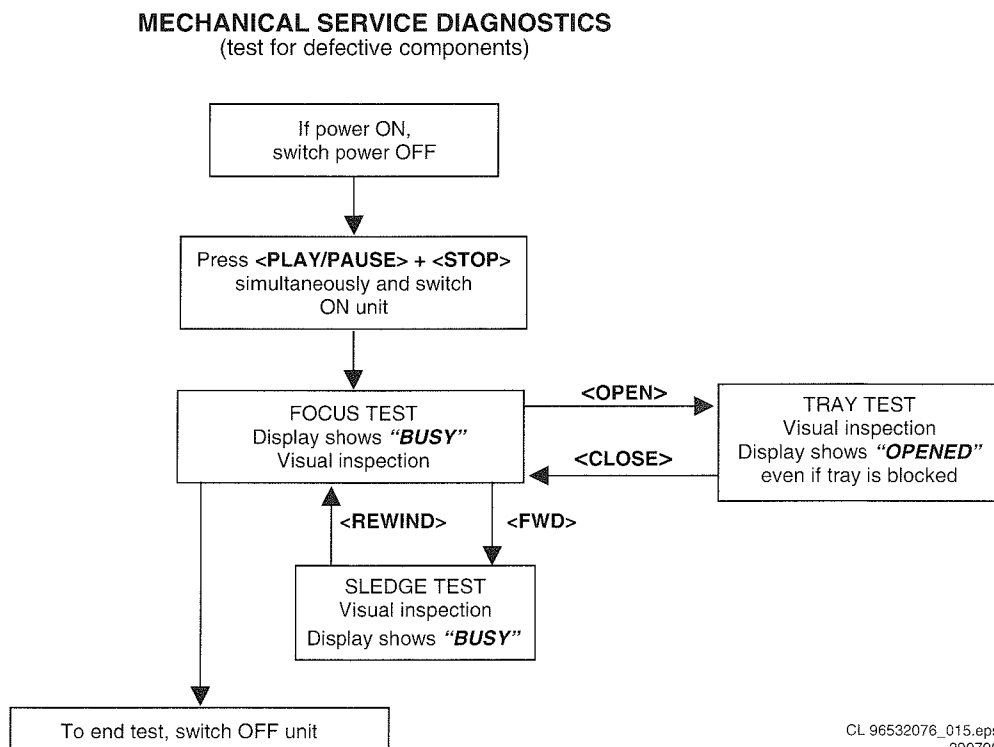 MECHANICAL SERVICE DIAGNOSTICS
(test for defective components)
If power ON,
switch power OFF
Press <PLAY/PAUSE> + <STOP>
simultaneously and switch
ON unit
FOCUS TEST
Display shows “BUSY”
Visual inspection
<OPEN>
<CLOSE>
TRAY TEST
Visual inspection
Display shows “OPENED”
even if tray is blocked
<REWIND>
<FWD>
SLEDGE TEST
Visual inspection
Display shows “BUSY”
To end test, switch OFF unit
CL 96532076_015.eps